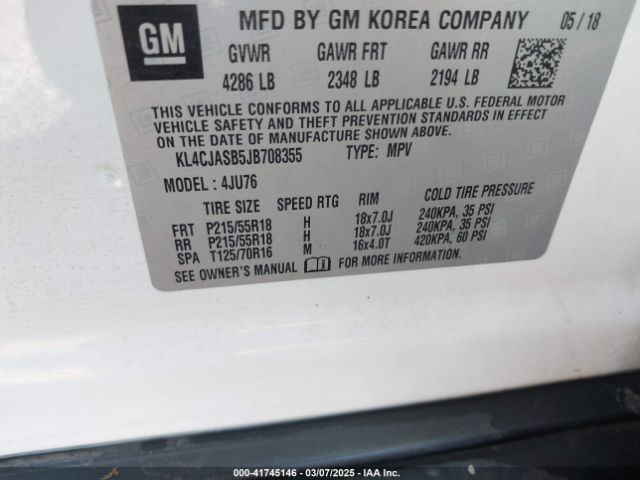 GM
MFD BY GM KOREA COMPANY 05 / 18
GVWR GAWR FRT GAWR RR
4286 LB 2348 LB 2194 LB
THIS VEHICLE CONFORMS TO ALL APPLICABLE U.S. FEDERAL MOTOR
VEHICLE SAFETY AND THEFT PREVENTION STANDARDS IN EFFECT
ON THE DATE OF MANUFACTURE SHOWN ABOVE.
KL4CJASB5JB708355 TYPE: MPV
MODEL : 4JU76
TIRE SIZE SPEED RTG RIM COLD TIRE PRESSURE
FRT P215/55R18 H 18x7.0J 240KPA, 35 PSI
RR P215/55R18 H 18x7.0J 240KPA, 35 PSI
SPA T125/70R16 M 16x4.0T 420KPA, 60 PSI
SEE OWNER'S MANUAL FOR MORE INFORMATION.
000-41745146 — 03/07/2025 — IAA, Inc.